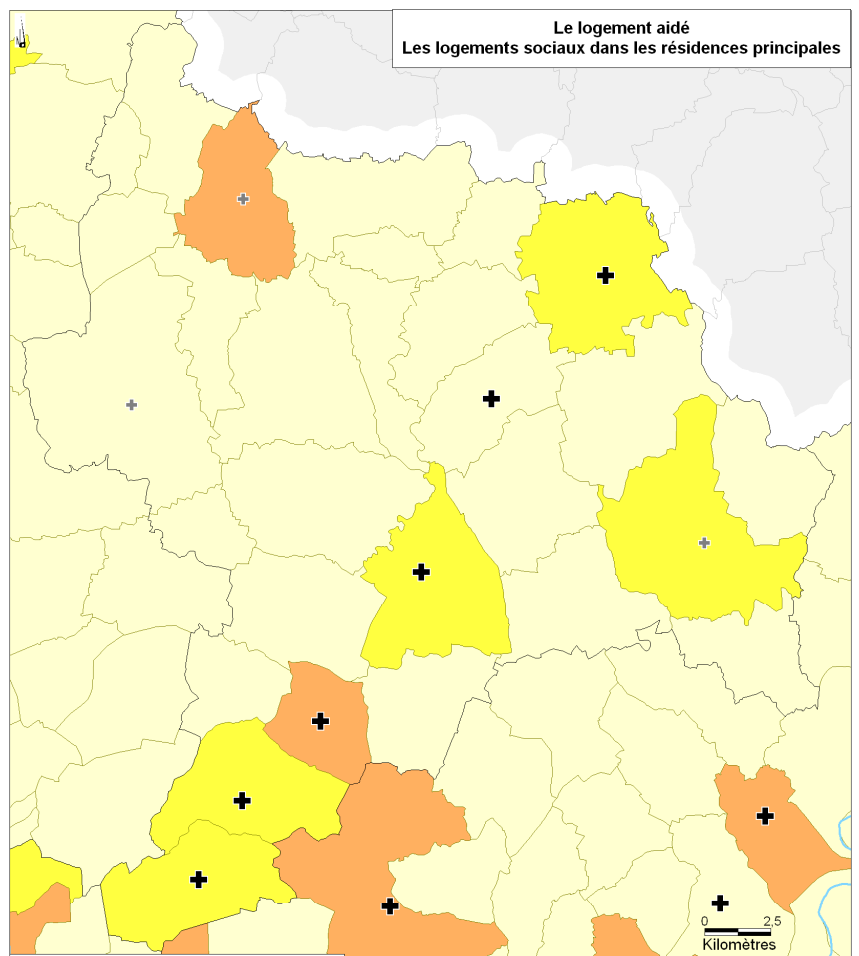 Le logement aidé
Les logements sociaux dans les résidences principales
0 2,5
Kilomètres